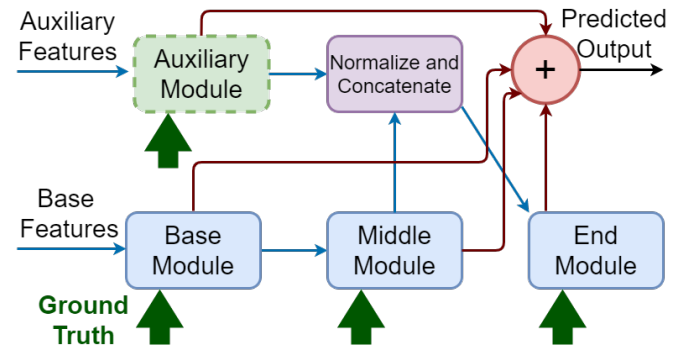 Auxiliary
Features
Auxiliary
Module
Normalize and
Concatenate
+
Predicted
Output
Base
Features
Base
Module
Middle
Module
End
Module
Ground
Truth